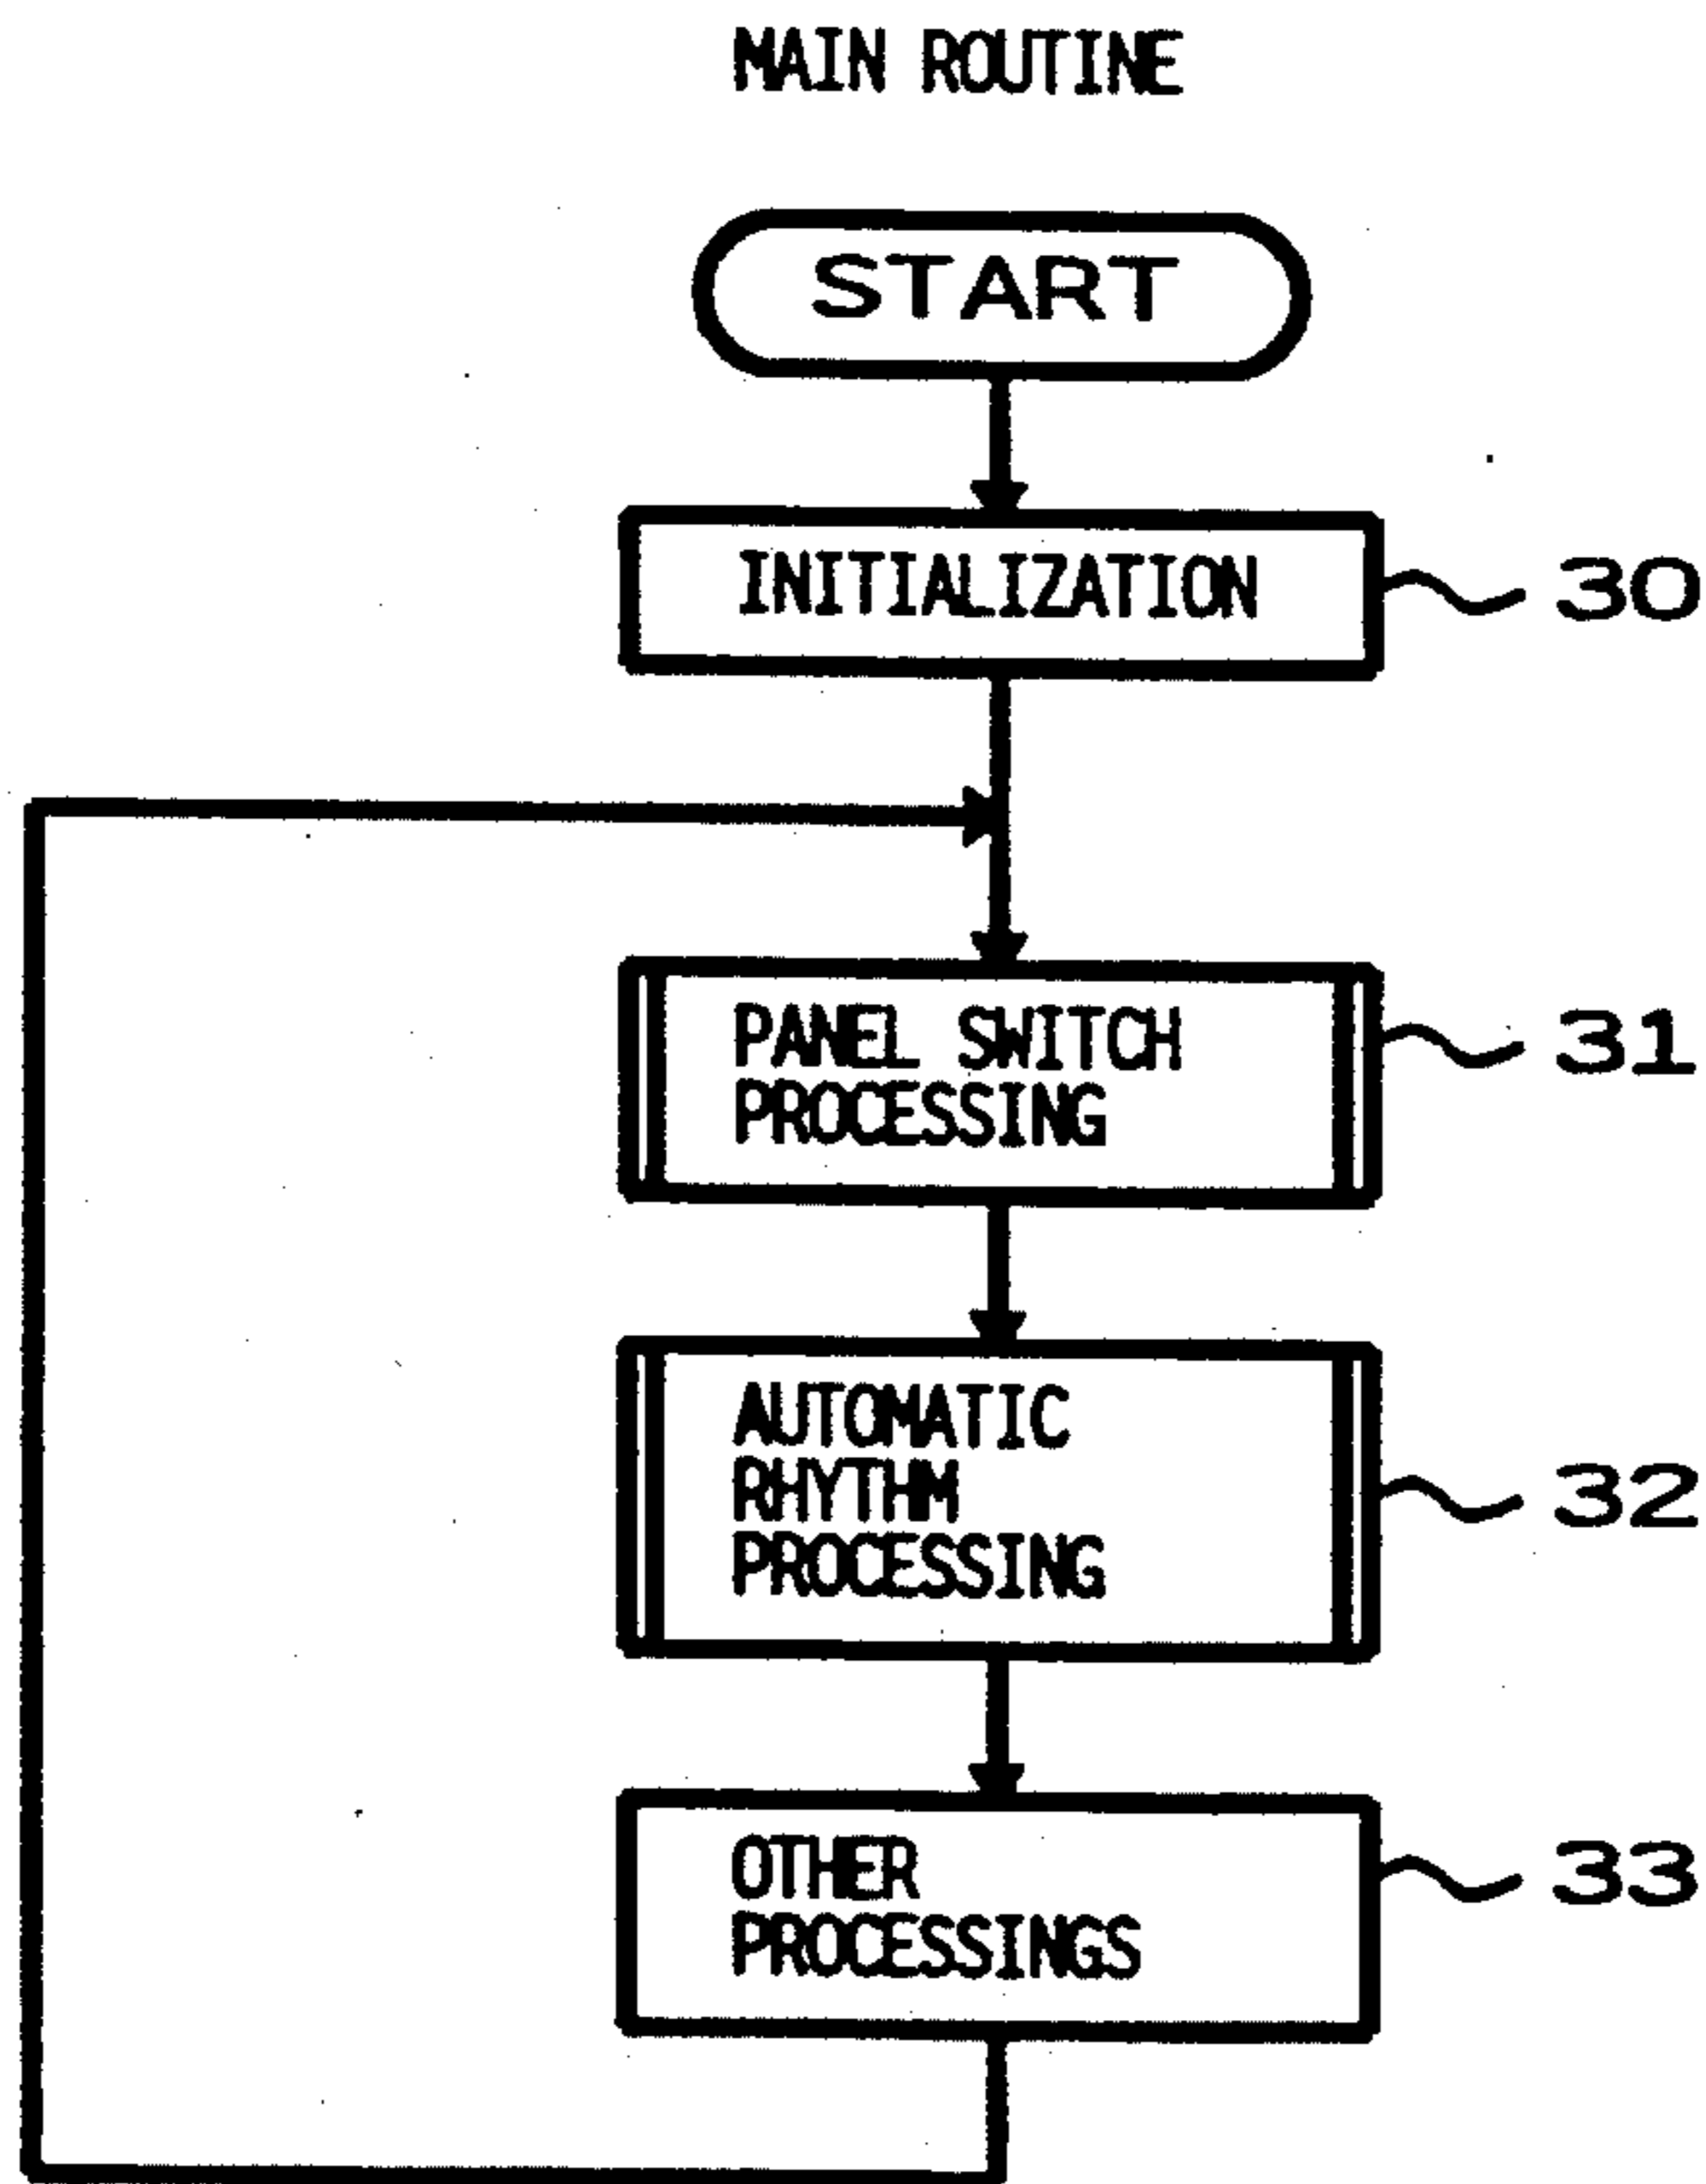 MAIN ROUTINE
START
INITIALIZATION
30
PANEL SWITCH
PROCESSING
31
AUTOMATIC
RHYTHM
PROCESSING
32
OTHER
PROCESSINGS
33